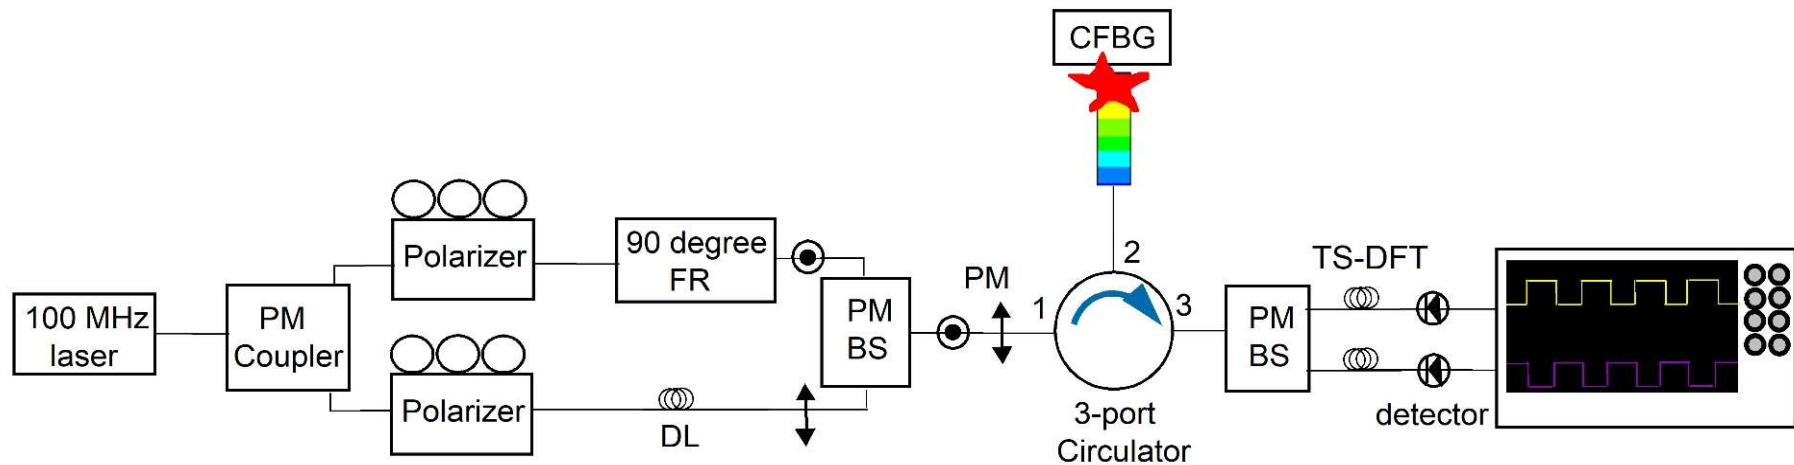 CFBG
100 MHz
laser
PM
Coupler
Polarizer
90 degree
FR
Polarizer
DL
PM
BS
PM
1
2
3
3-port
Circulator
PM
BS
TS-DFT
detector